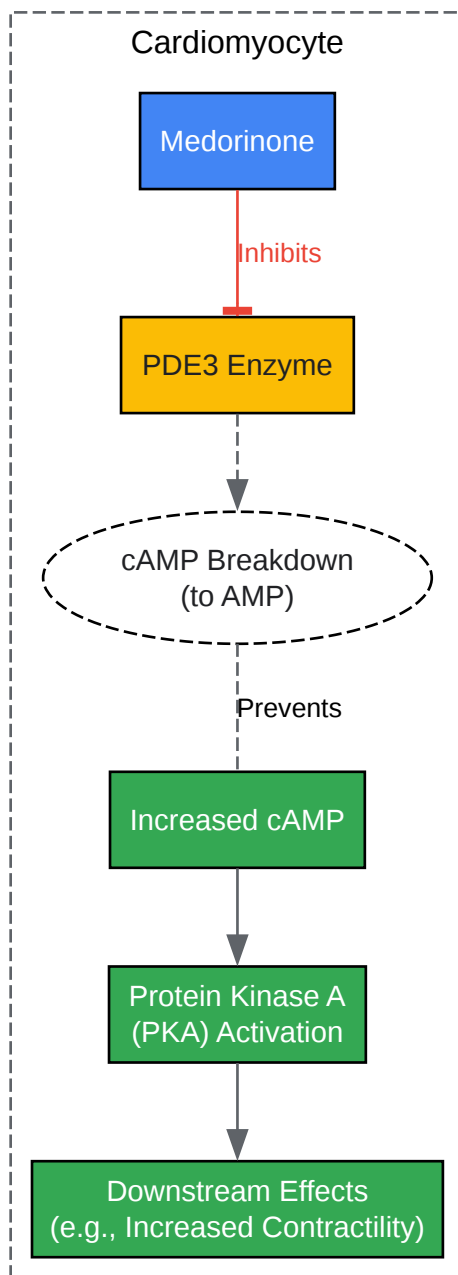 Cardiomyocyte
Medorinone
Inhibits
PDE3 Enzyme
cAMP Breakdown
(to AMP)
Prevents
Increased cAMP
Protein Kinase A
(PKA) Activation
Downstream Effects
(e.g., Increased Contractility)